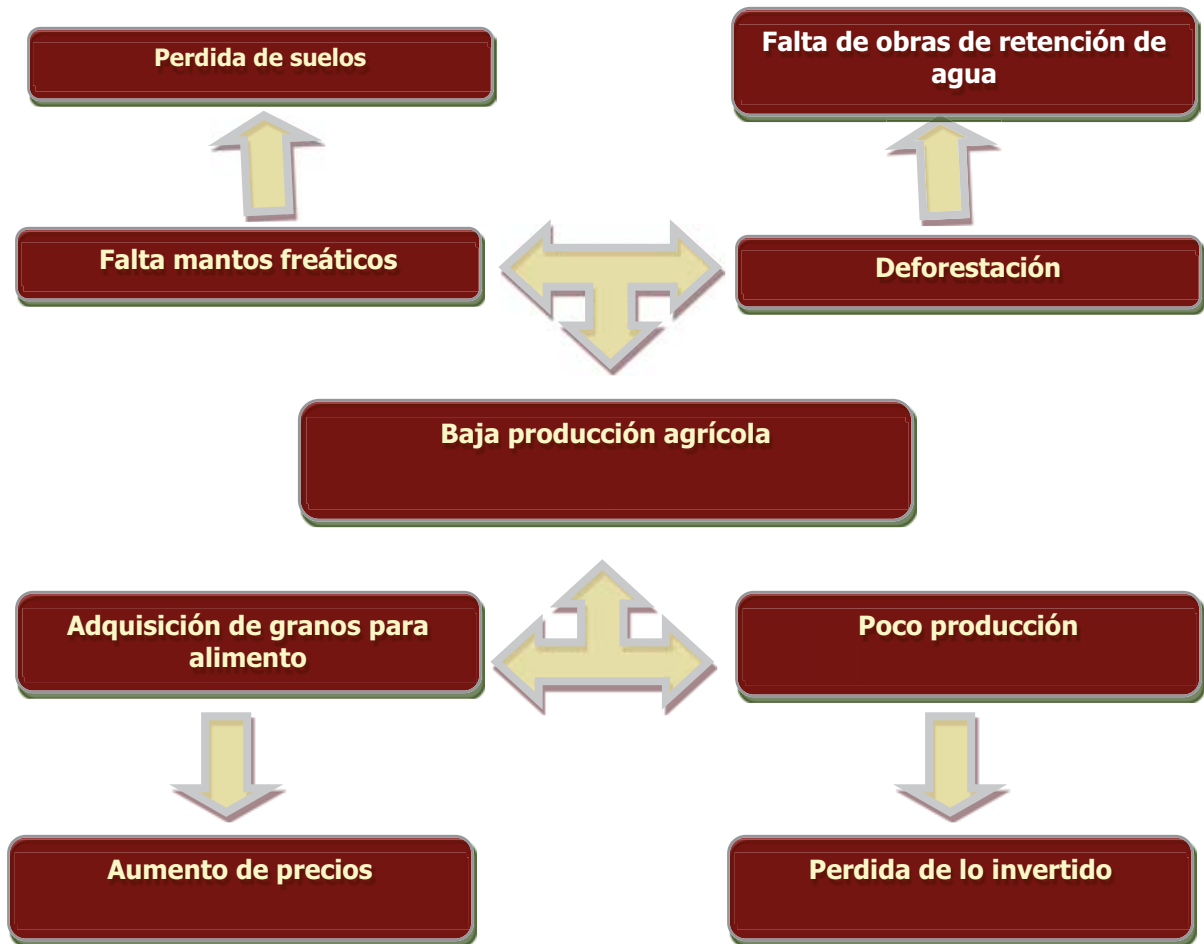 Perdida de suelos
Falta de obras de retención de
agua
Falta mantos freáticos
Deforestación
Baja producción agrícola
Adquisición de granos para
alimento
Poco producción
Aumento de precios
Perdida de lo invertido